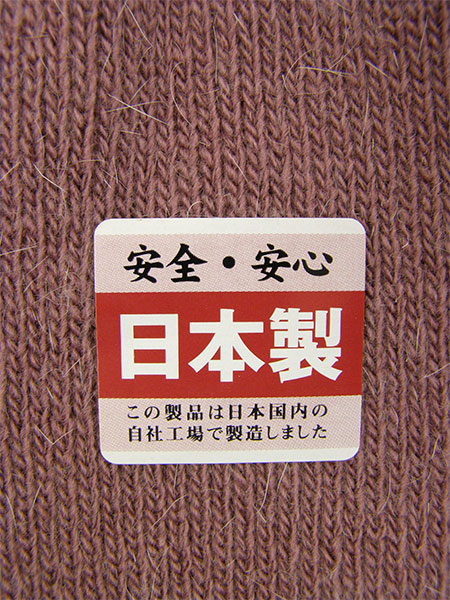 安全・安心
日本製
この製品は日本国内の
自社工場で製造しました